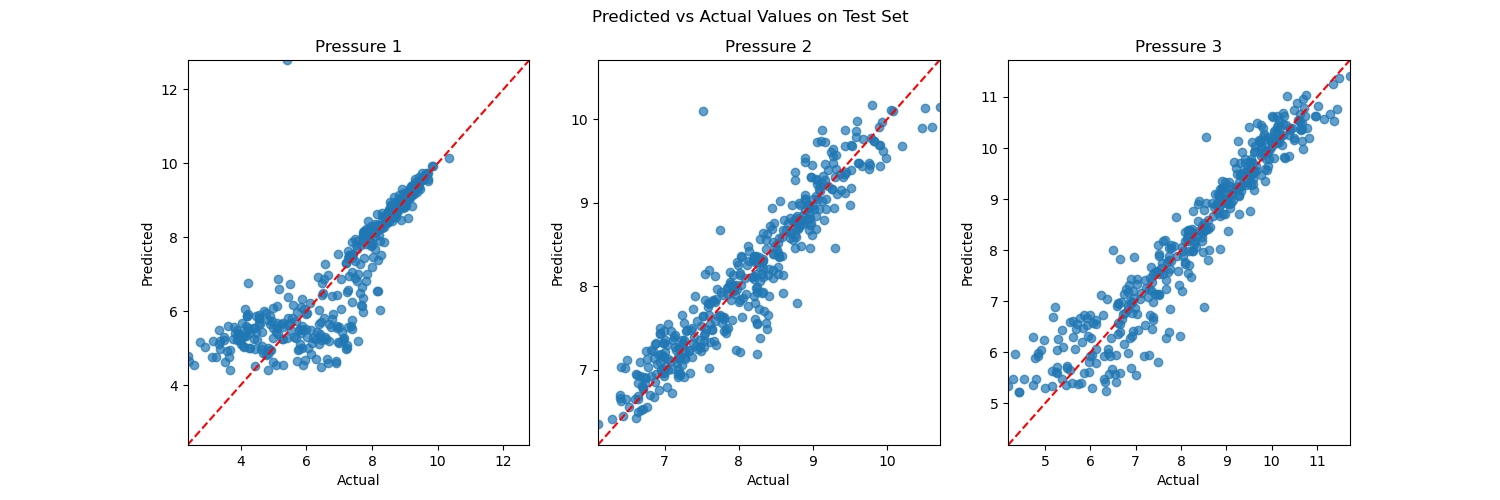 Predicted vs Actual Values on Test Set
Pressure 1
Predicted
12
10
8
6
4
4 6 8 10 12
Actual
Pressure 2
Predicted
10
9
8
7
7 8 9 10
Actual
Pressure 3
Predicted
11
10
9
8
7
6
5
5 6 7 8 9 10 11
Actual